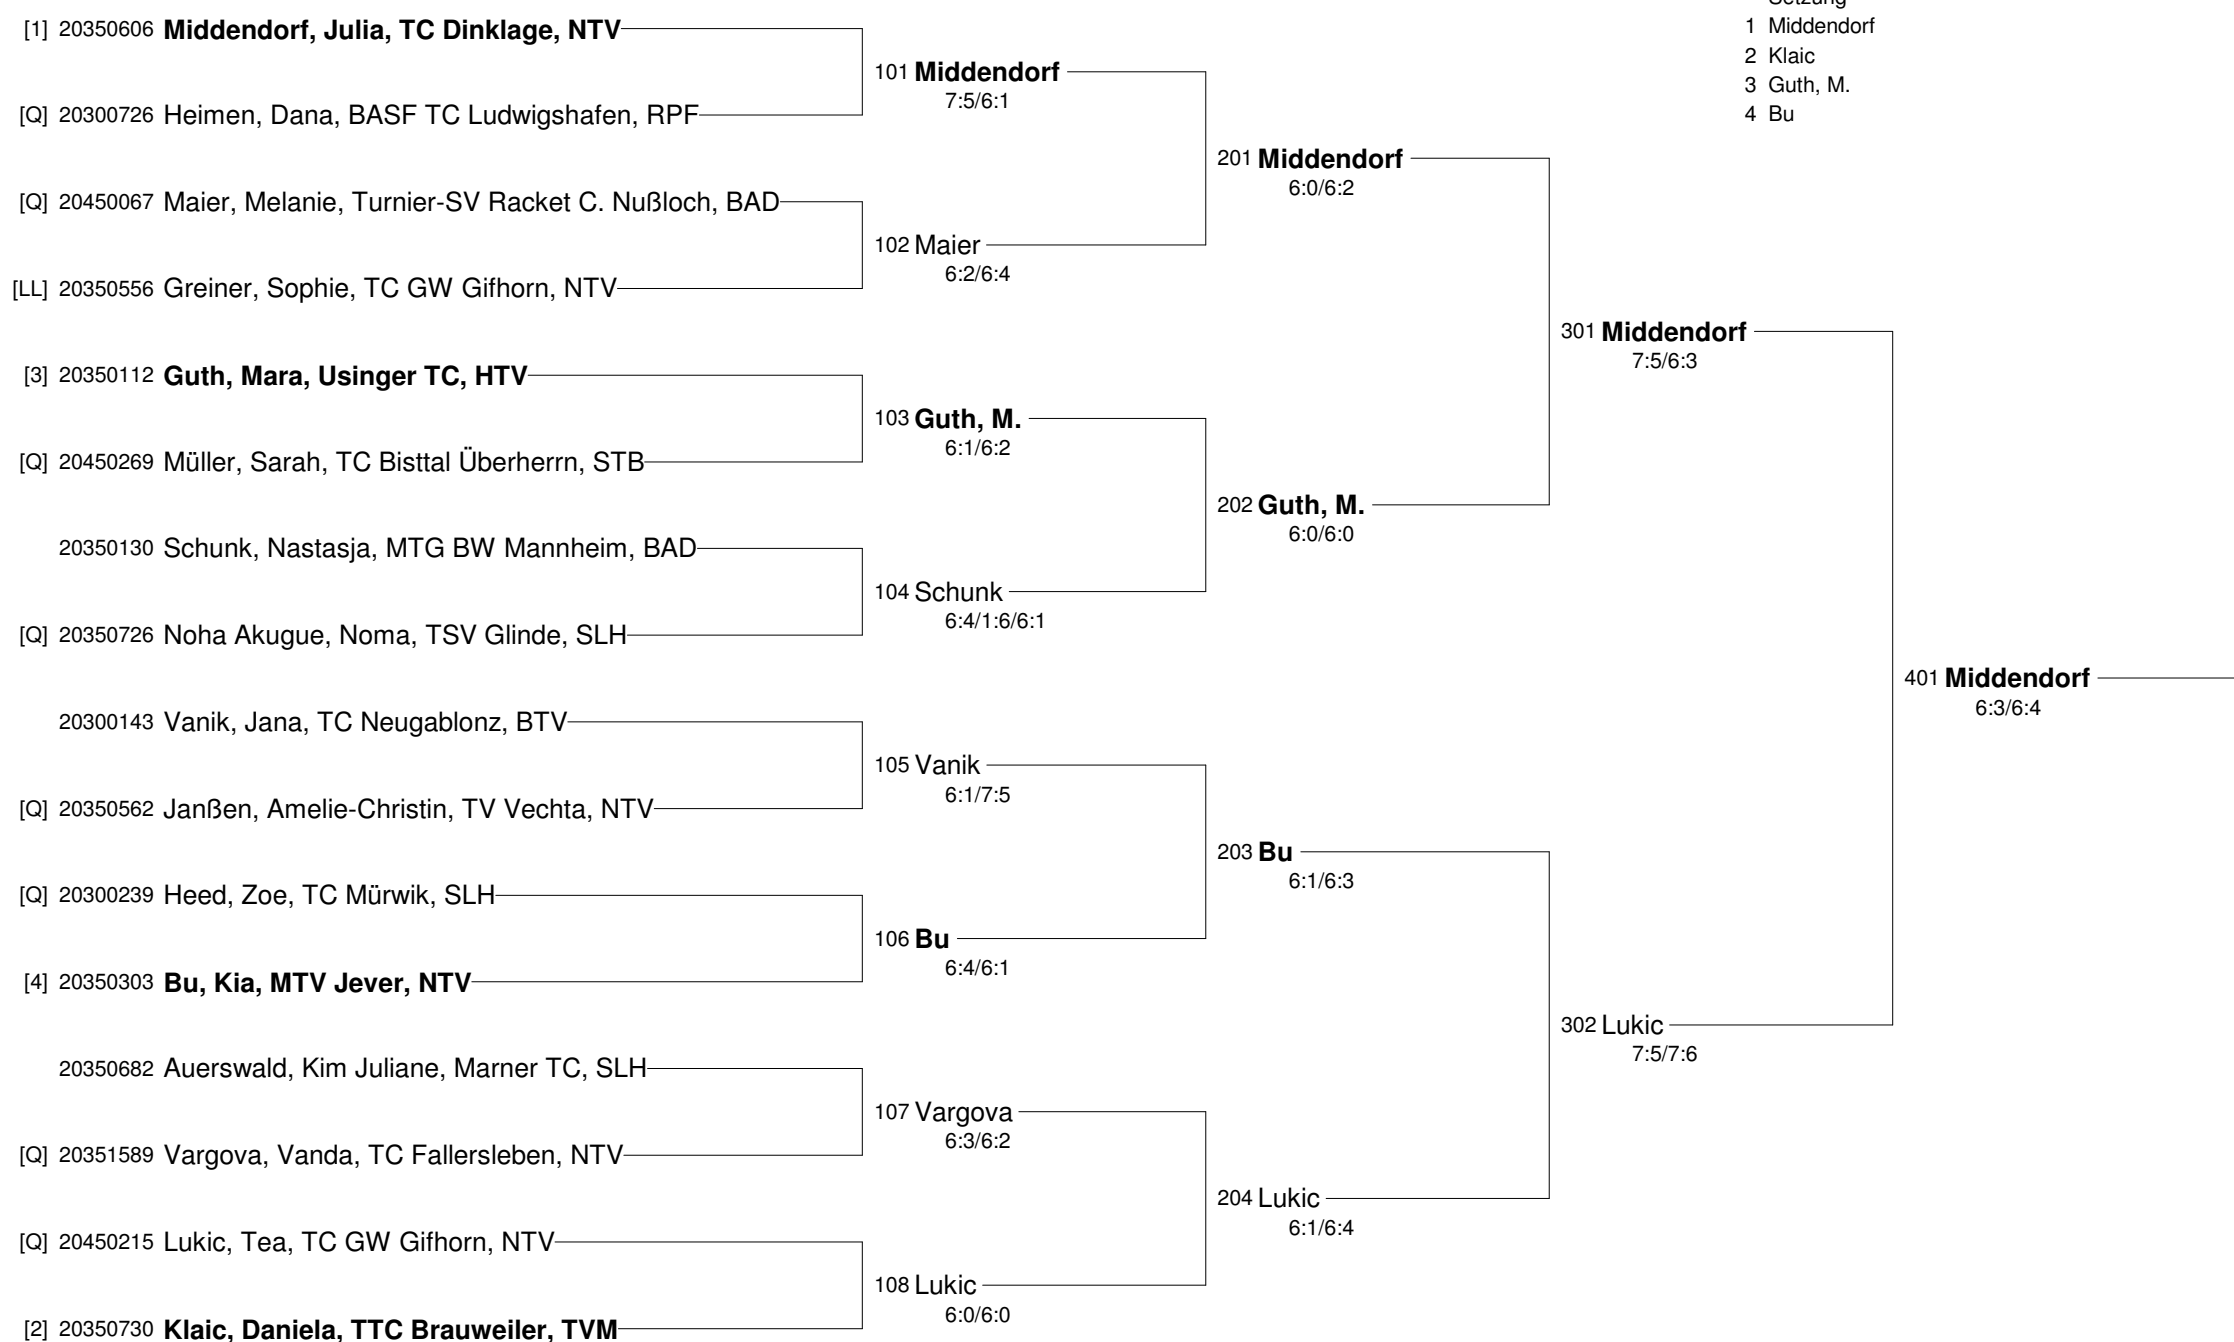 Setzung
1 Middendorf
2 Klaic
3 Guth, M.
4 Bu
[1] 20350606 Middendorf, Julia, TC Dinklage, NTV
[Q] 20300726 Heimen, Dana, BASF TC Ludwigshafen, RPF
[Q] 20450067 Maier, Melanie, Turnier-SV Racket C. Nußloch, BAD
[LL] 20350556 Greiner, Sophie, TC GW Gifhorn, NTV
[3] 20350112 Guth, Mara, Usinger TC, HTV
[Q] 20450269 Müller, Sarah, TC Bisttal Überherrn, STB
20350130 Schunk, Nastasja, MTG BW Mannheim, BAD
[Q] 20350726 Noha Akugue, Noma, TSV Glinde, SLH
20300143 Vanik, Jana, TC Neugablonz, BTV
[Q] 20350562 Janßen, Amelie-Christin, TV Vechta, NTV
[Q] 20300239 Heed, Zoe, TC Mürwik, SLH
[4] 20350303 Bu, Kia, MTV Jever, NTV
20350682 Auerswald, Kim Juliane, Marner TC, SLH
[Q] 20351589 Vargova, Vanda, TC Fallersleben, NTV
[Q] 20450215 Lukic, Tea, TC GW Gifhorn, NTV
[2] 20350730 Klaic, Daniela, TTC Brauweiler, TVM
101 Middendorf
7:5/6:1
102 Maier
6:2/6:4
103 Guth, M.
6:1/6:2
104 Schunk
6:4/1:6/6:1
105 Vanik
6:1/7:5
106 Bu
6:4/6:1
107 Vargova
6:3/6:2
108 Lukic
6:0/6:0
201 Middendorf
6:0/6:2
202 Guth, M.
6:0/6:0
203 Bu
6:1/6:3
204 Lukic
6:1/6:4
301 Middendorf
7:5/6:3
302 Lukic
7:5/7:6
401 Middendorf
6:3/6:4